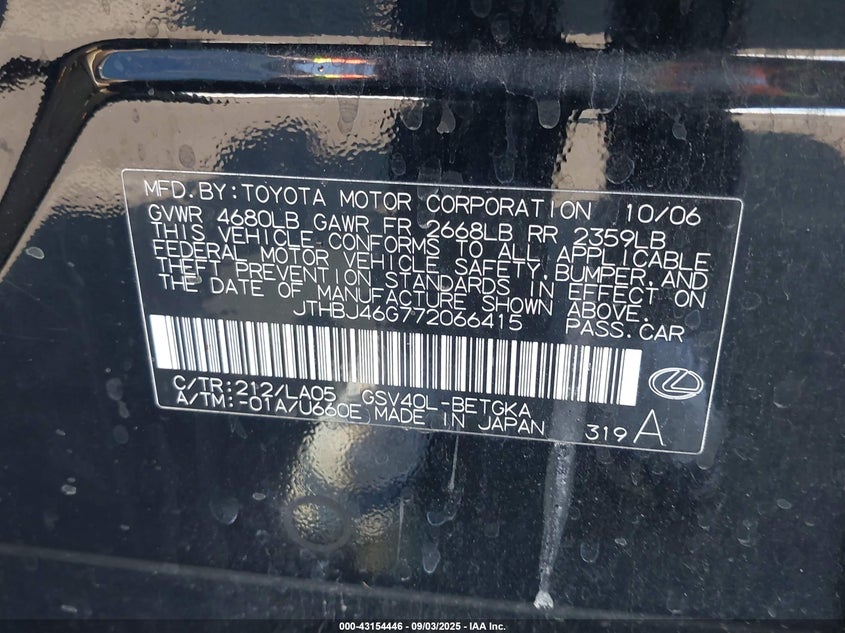 MFD.BY:TOYOTA MOTOR CORPORATION 10/06
GVWR 4680LB GAWR FR 2668LB RR 2359LB
THIS VEHICLE CONFORMS TO ALL APPLICABLE
FEDERAL MOTOR VEHICLE SAFETY,BUMPER,AND
THEFT PREVENTION STANDARDS IN EFFECT ON
THE DATE OF MANUFACTURE SHOWN ABOVE.
JTHBJ46G772066415 PASS.CAR
C/TR:212/LA05 GSV40L-BETGKA
A/TM:-01A/U660E MADE IN JAPAN 319 A
000-43154446 - 09/03/2025 - IAA Inc.